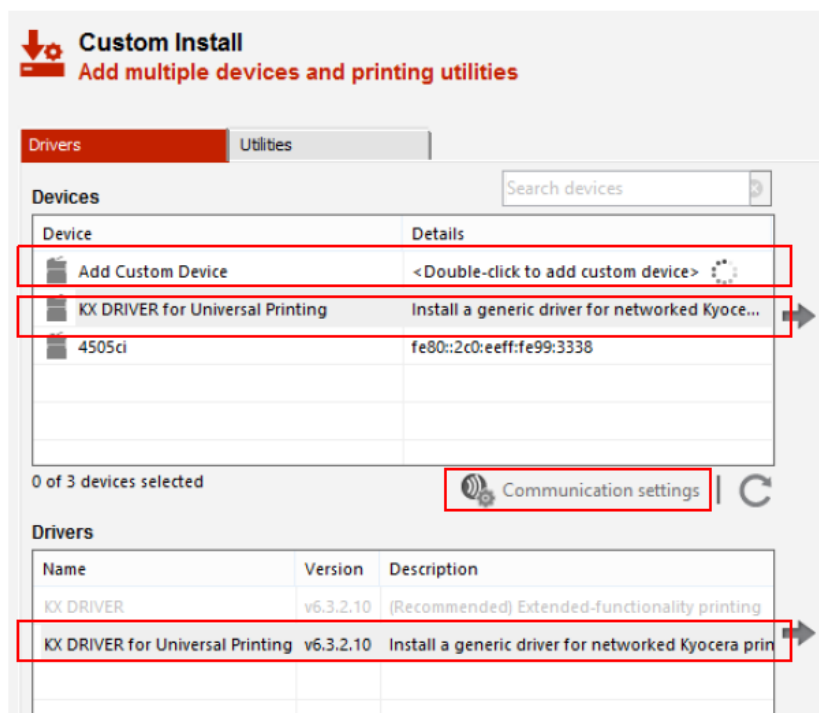 Custom Install
Add multiple devices and printing utilities
Drivers Utilities
Search devices
Devices
Device Details
Add Custom Device <Double-click to add custom device>
KX DRIVER for Universal Printing Install a generic driver for networked Kyoce...
4505ci fe80::2c0:eeff:fe99:3338
0 of 3 devices selected
Communication settings
Drivers
Name Version Description
KX DRIVER v6.3.2.10 (Recommended) Extended-functionality printing
KX DRIVER for Universal Printing v6.3.2.10 Install a generic driver for networked Kyocera prin